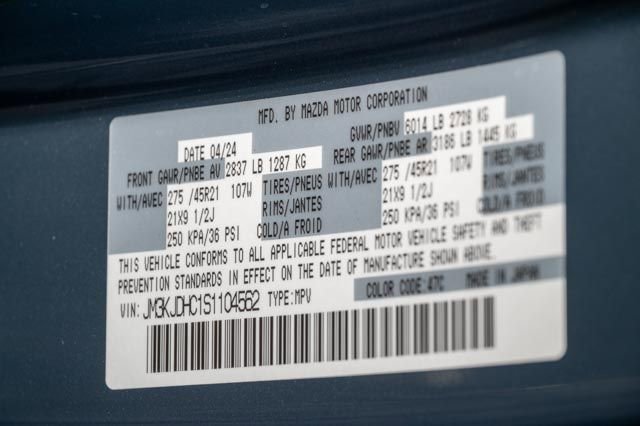 MFD. BY MAZDA MOTOR CORPORATION
DATE 04/24 GVWR/PNBV 6014 LB 2728 KG
FRONT GAWR/PNBE AV 2837 LB 1287 KG REAR GAWR/PNBE AR 3186 LB 1445 KG
WITH/AVEC 275 /45R21 107W TIRES/PNEUS WITH/AVEC 275 /45R21 107W TIRES/PNEUS
21X9 1/2J RIMS/JANTES 21X9 1/2J RIMS/JANTES
250 KPA/36 PSI COLD/A FROID 250 KPA/36 PSI COLD/A FROID
THIS VEHICLE CONFORMS TO ALL APPLICABLE FEDERAL MOTOR VEHICLE SAFETY AND THEFT
PREVENTION STANDARDS IN EFFECT ON THE DATE OF MANUFACTURE SHOWN ABOVE.
VIN: JM3KJDHC1S1104562 TYPE:MPV COLOR CODE:47C MADE IN JAPAN